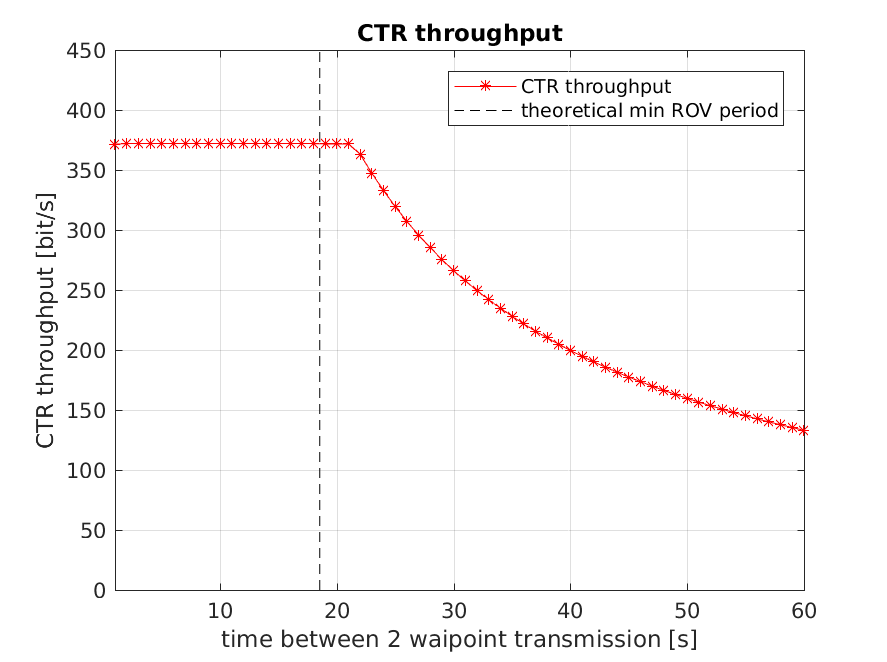 CTR throughput
450
400
350
300
250
200
150
100
50
0
CTR throughput [bit/s]
CTR throughput
theoretical min ROV period
10 20 30 40 50 60
time between 2 waipoint transmission [s]